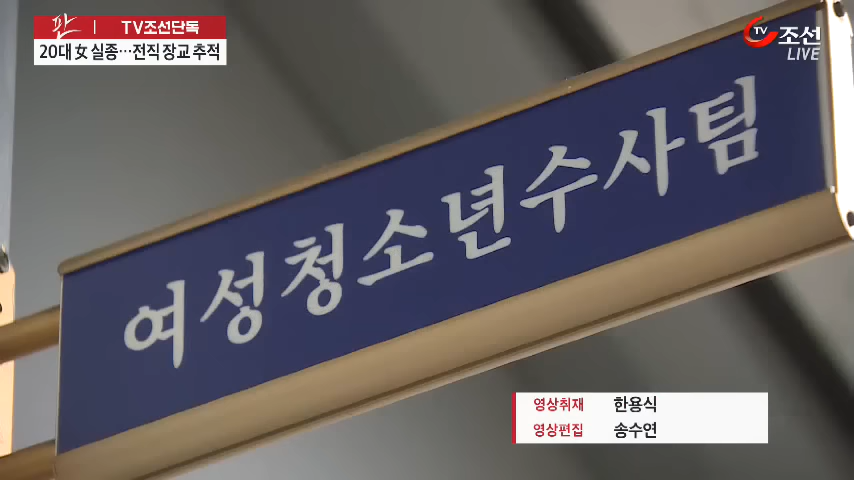 판 | TV조선단독
20대 女 실종…전직 장교 추적
TV조선
LIVE
여성청소년수사팀
영상취재 한용식
영상편집 송수연